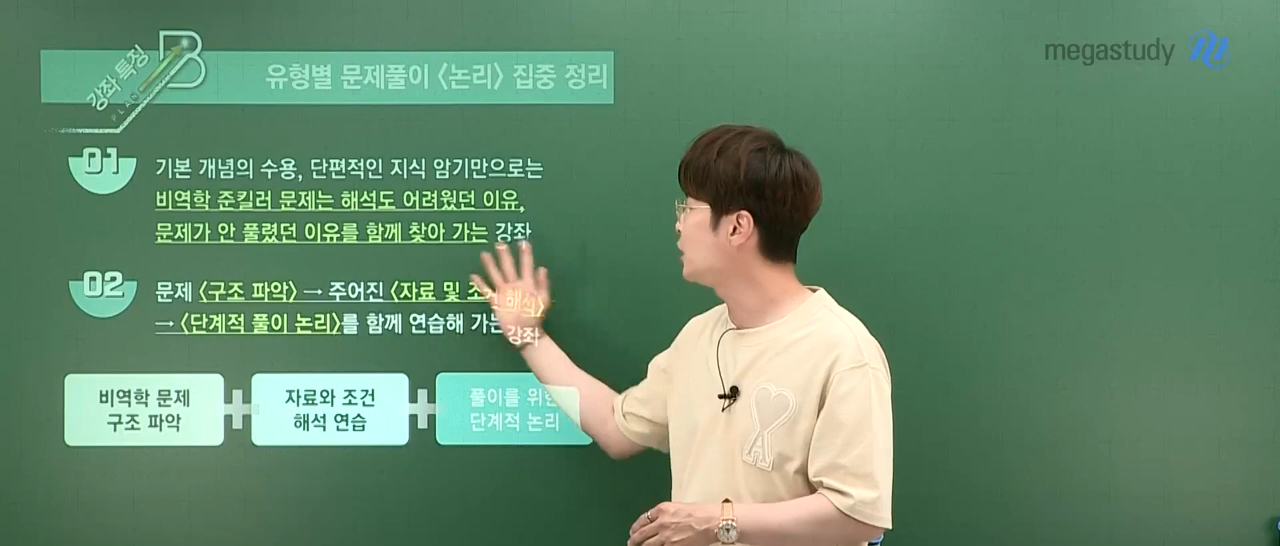 megastudy M
강좌 특징
PLAN
B
유형별 문제풀이 〈논리〉 집중 정리
01
기본 개념의 수용, 단편적인 지식 암기만으로는
비역학 준킬러 문제는 해석도 어려웠던 이유,
문제가 안 풀렸던 이유를 함께 찾아 가는 강좌
02
문제 〈구조 파악〉 → 주어진 〈자료 및 조건 해석〉
→ 〈단계적 풀이 논리〉를 함께 연습해 가는 강좌
비역학 문제
구조 파악
+
자료와 조건
해석 연습
+
풀이를 위한
단계적 논리
A